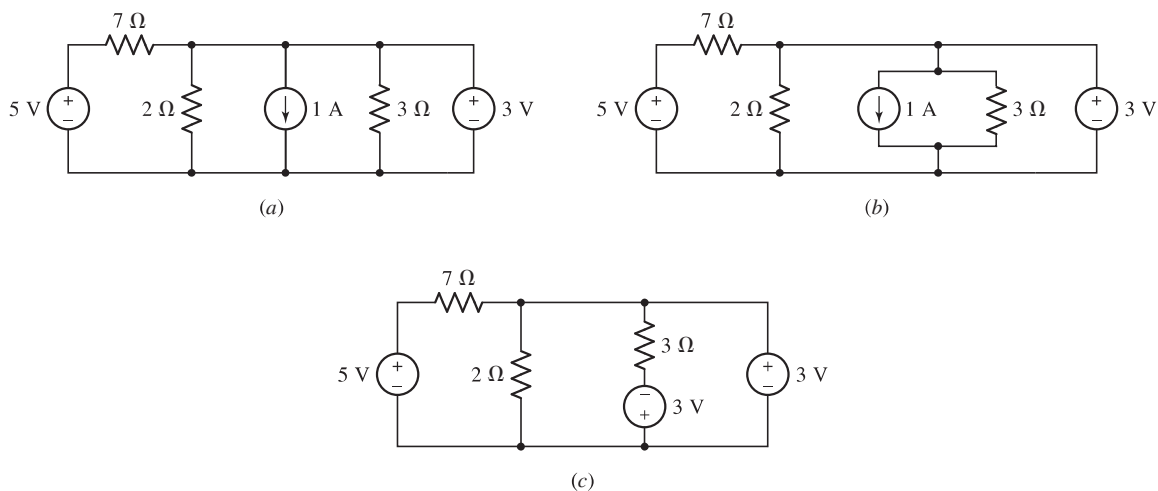 7 Ω
5 V + − 2 Ω 1 A 3 Ω + − 3 V
(a)
7 Ω
5 V + − 2 Ω 1 A 3 Ω + − 3 V
(b)
7 Ω
5 V + − 2 Ω 3 Ω − + 3 V + − 3 V
(c)